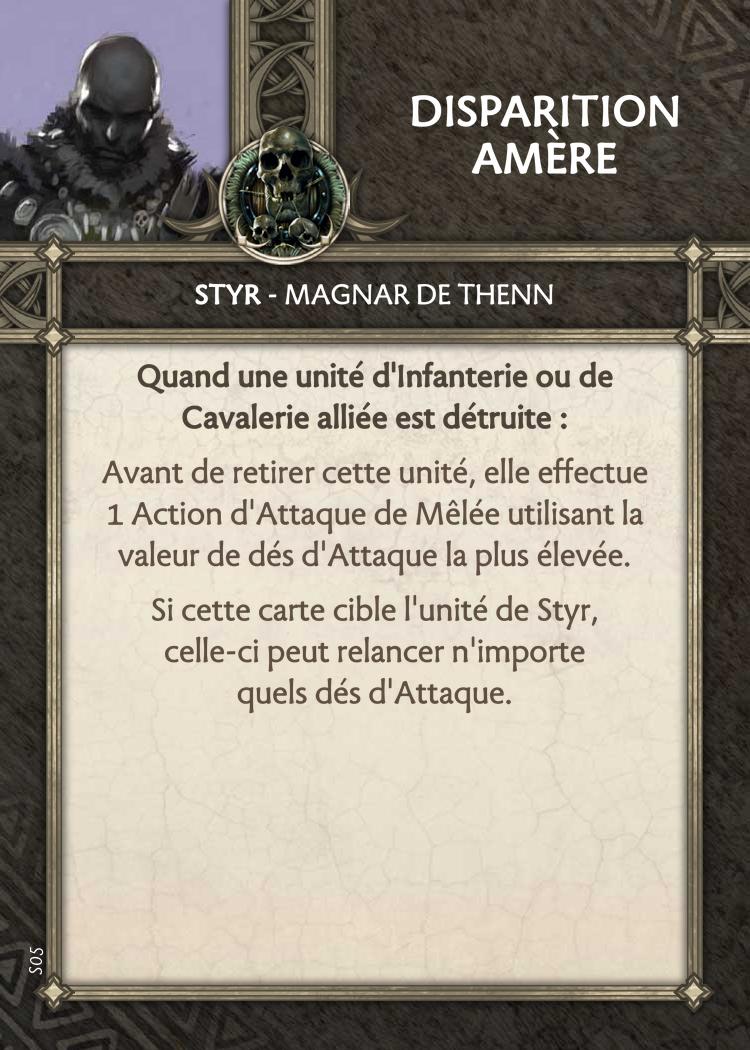 DISPARITION
AMÈRE
STYR - MAGNAR DE THENN
Quand une unité d'Infanterie ou de
Cavalerie alliée est détruite :
Avant de retirer cette unité, elle effectue
1 Action d'Attaque de Mêlée utilisant la
valeur de dés d'Attaque la plus élevée.
Si cette carte cible l'unité de Styr,
celle-ci peut relancer n'importe
quels dés d'Attaque.
S05